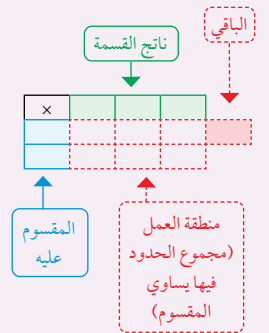 الباقي
ناتج القسمة
×
المقسوم
عليه
منطقة العمل
(مجموع الحدود
فيها يساوي
المقسوم)